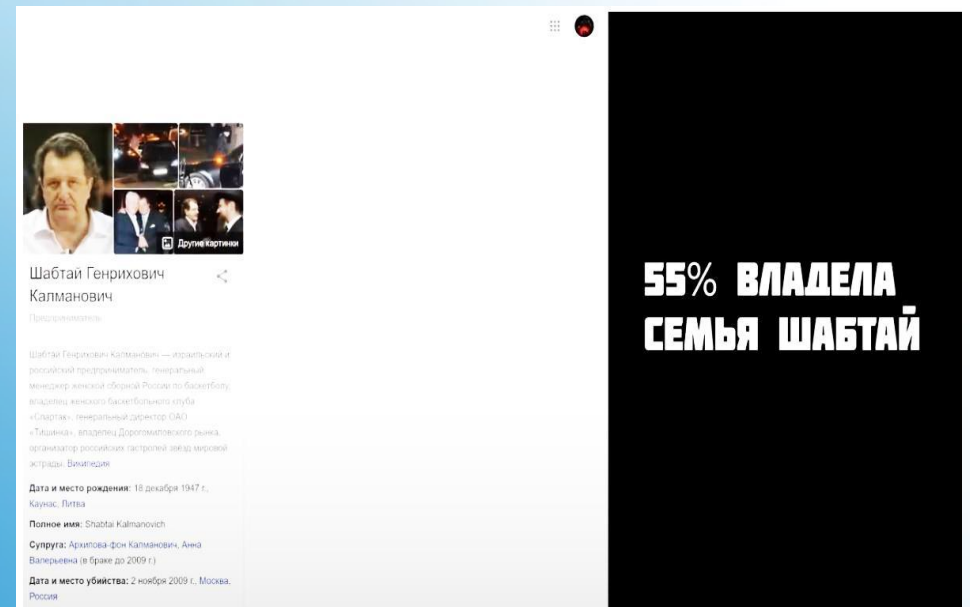 Другие картинки
Шабтай Генрихович
Калманович
Предприниматель
Шабтай Генрихович Калманович — израильский и
российский предприниматель, генеральный
менеджер женской сборной России по баскетболу,
владелец женского баскетбольного клуба
«Спартак», генеральный директор ОАО
«Тишинка», владелец Дорогомиловского рынка,
организатор российских гастролей звёзд мировой
эстрады. Википедия
Дата и место рождения: 18 декабря 1947 г.,
Каунас, Литва
Полное имя: Shabtai Kalmanovich
Супруга: Архипова-фон Калманович, Анна
Валерьевна (в браке до 2009 г.)
Дата и место убийства: 2 ноября 2009 г., Москва,
Россия
55% ВЛАДЕЛА
СЕМЬЯ ШАБТАЙ